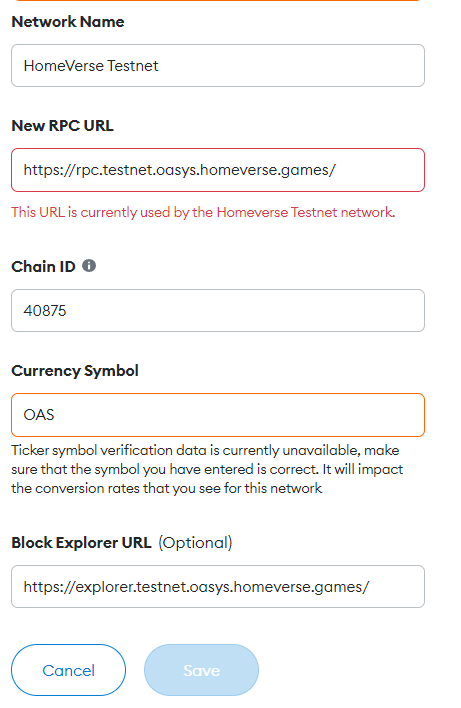 Network Name
HomeVerse Testnet
New RPC URL
https://rpc.testnet.oasys.homeverse.games/
This URL is currently used by the Homeverse Testnet network.
Chain ID
40875
Currency Symbol
OAS
Ticker symbol verification data is currently unavailable, make
sure that the symbol you have entered is correct. It will impact
the conversion rates that you see for this network
Block Explorer URL (Optional)
https://explorer.testnet.oasys.homeverse.games/
Cancel Save